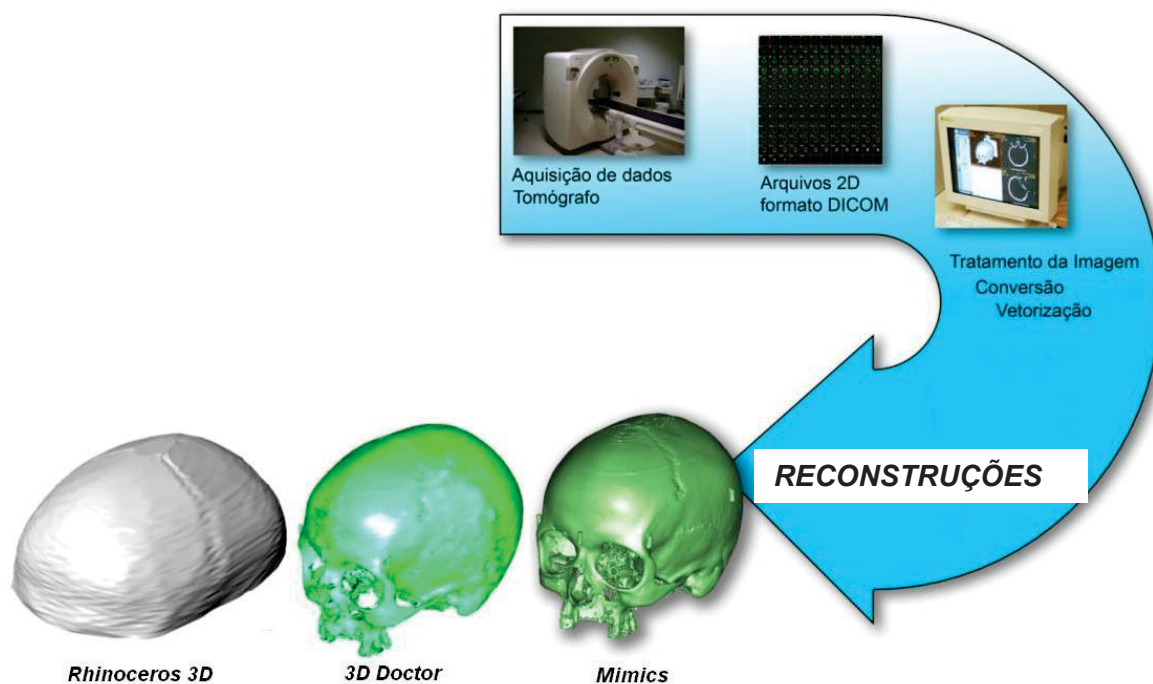 Aquisição de dados
Tomógrafo
Arquivos 2D
formato DICOM
Tratamento da Imagem
Conversão
Vetorização
RECONSTRUÇÕES
Rhinoceros 3D
3D Doctor
Mimics